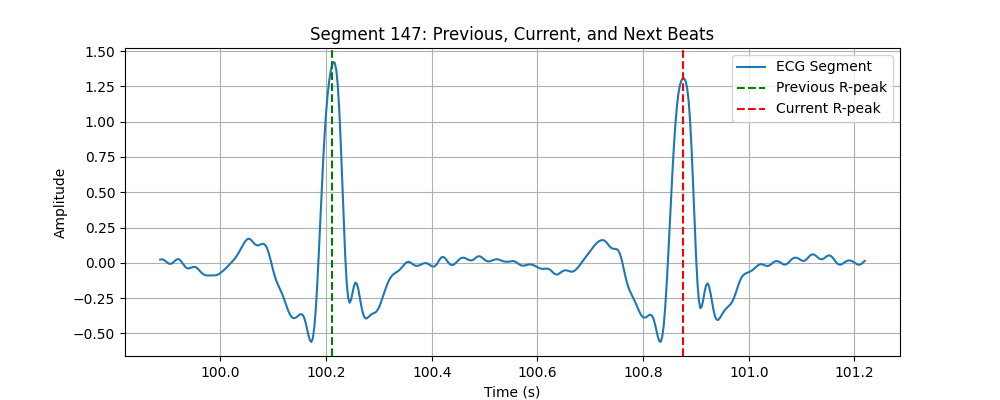 Segment 147: Previous, Current, and Next Beats
1.50
1.25
1.00
0.75
0.50
0.25
0.00
−0.25
−0.50
Amplitude
ECG Segment
Previous R-peak
Current R-peak
100.0 100.2 100.4 100.6 100.8 101.0 101.2
Time (s)